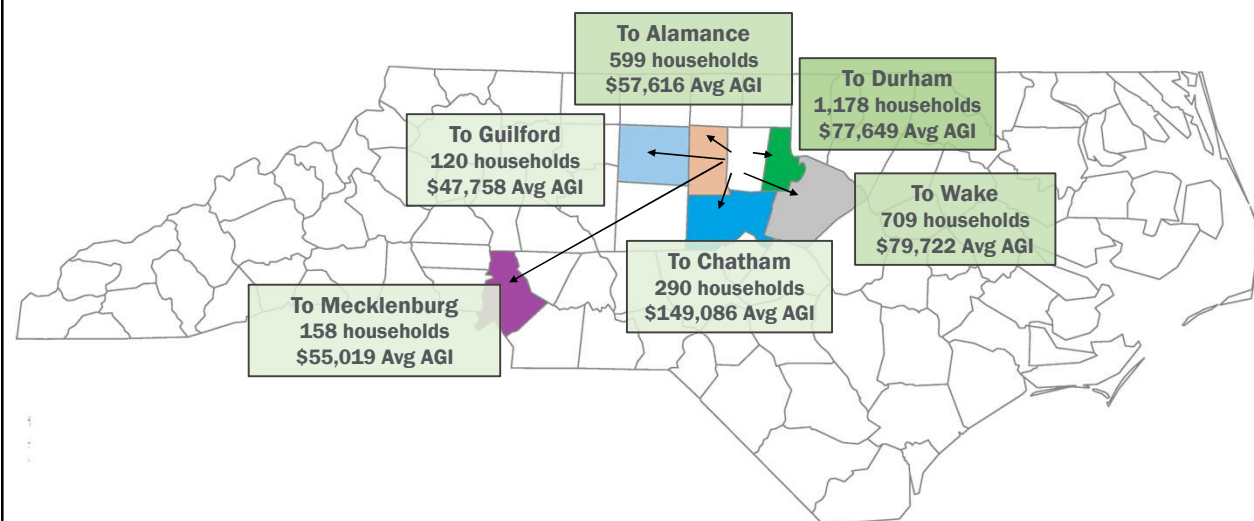 To Alamance
599 households
$57,616 Avg AGI
To Durham
1,178 households
$77,649 Avg AGI
To Guilford
120 households
$47,758 Avg AGI
To Wake
709 households
$79,722 Avg AGI
To Chatham
290 households
$149,086 Avg AGI
To Mecklenburg
158 households
$55,019 Avg AGI